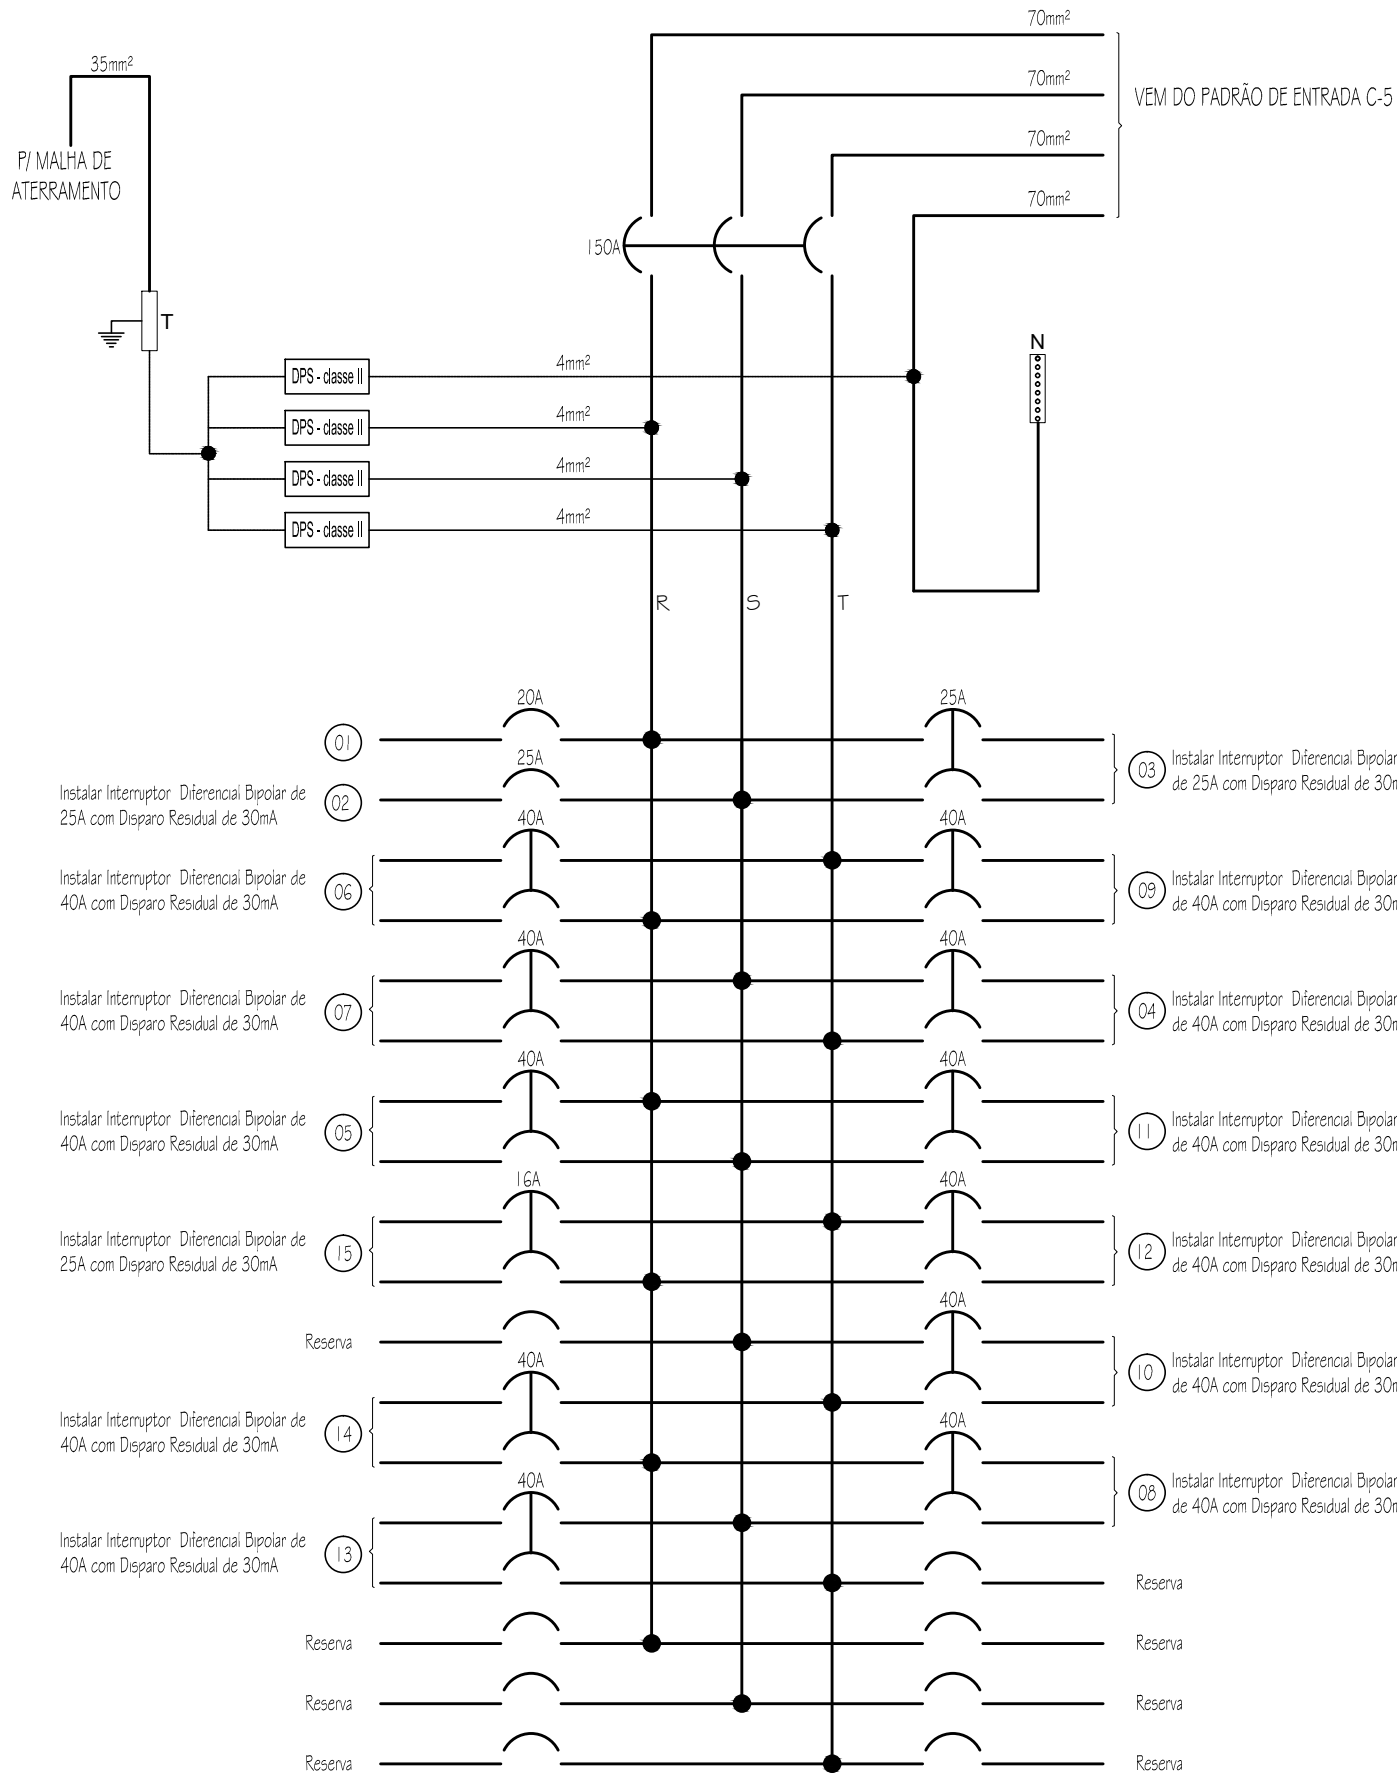 70mm²
35mm²
70mm²
VEM DO PADRÃO DE ENTRADA C-5
70mm²
P/ MALHA DE
ATERRAMENTO
70mm²
150A
T
N
DPS - classe II
4mm²
DPS - classe II
4mm²
DPS - classe II
4mm²
DPS - classe II
4mm²
R
S
T
20A
25A
01
25A
03
Instalar Interruptor Diferencial Bipolar
de 25A com Disparo Residual de
Instalar Interruptor Diferencial Bipolar de
25A com Disparo Residual de 30mA
02
40A
40A
Instalar Interruptor Diferencial Bipolar de
40A com Disparo Residual de 30mA
06
09
Instalar Interruptor Diferencial Bipolar
de 40A com Disparo Residual de
40A
40A
Instalar Interruptor Diferencial Bipolar de
40A com Disparo Residual de 30mA
07
04
Instalar Interruptor Diferencial Bipolar
de 40A com Disparo Residual de
40A
40A
Instalar Interruptor Diferencial Bipolar de
40A com Disparo Residual de 30mA
05
11
Instalar Interruptor Diferencial Bipolar
de 40A com Disparo Residual de
16A
40A
Instalar Interruptor Diferencial Bipolar de
25A com Disparo Residual de 30mA
15
12
Instalar Interruptor Diferencial Bipolar
de 40A com Disparo Residual de
40A
Reserva
40A
10
Instalar Interruptor Diferencial Bipolar
de 40A com Disparo Residual de
Instalar Interruptor Diferencial Bipolar de
40A com Disparo Residual de 30mA
14
40A
40A
08
Instalar Interruptor Diferencial Bipolar
de 40A com Disparo Residual de
Instalar Interruptor Diferencial Bipolar de
40A com Disparo Residual de 30mA
13
Reserva
Reserva
Reserva
Reserva
Reserva
Reserva
Reserva